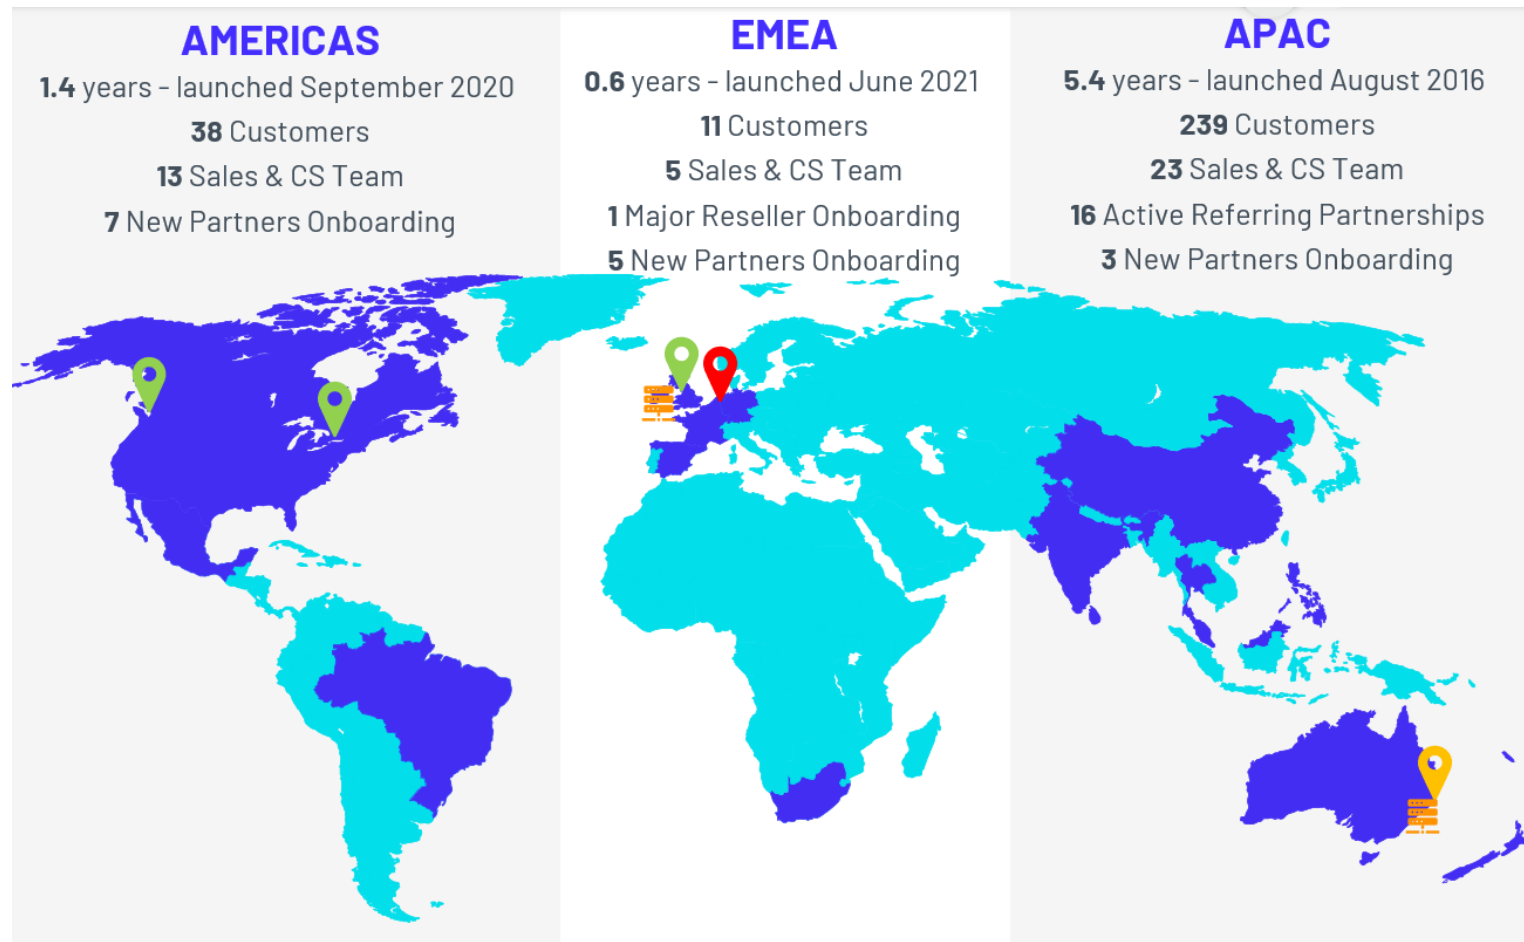 AMERICAS
1.4 years - launched September 2020
38 Customers
13 Sales & CS Team
7 New Partners Onboarding
EMEA
0.6 years - launched June 2021
11 Customers
5 Sales & CS Team
1 Major Reseller Onboarding
5 New Partners Onboarding
APAC
5.4 years - launched August 2016
239 Customers
23 Sales & CS Team
16 Active Referring Partnerships
3 New Partners Onboarding